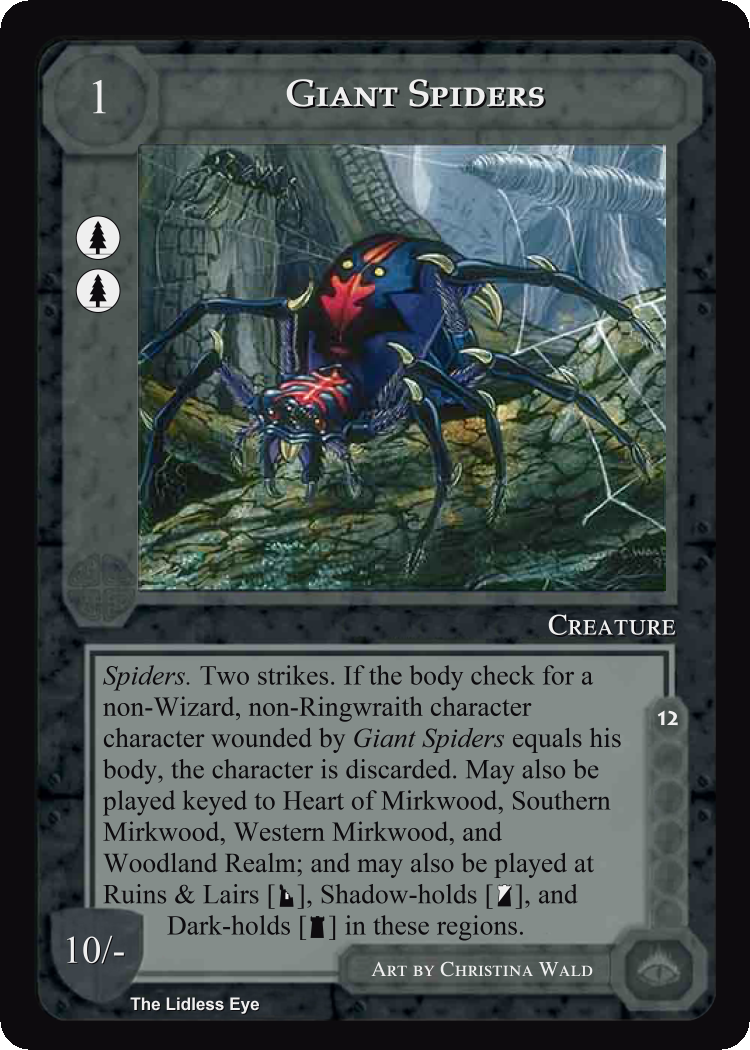 1
GIANT SPIDERS
CREATURE
Spiders. Two strikes. If the body check for a
non-Wizard, non-Ringwraith character
character wounded by Giant Spiders equals his
body, the character is discarded. May also be
played keyed to Heart of Mirkwood, Southern
Mirkwood, Western Mirkwood, and
Woodland Realm; and may also be played at
Ruins & Lairs [], Shadow-holds [], and
Dark-holds [] in these regions.
12
10/-
ART BY CHRISTINA WALD
The Lidless Eye